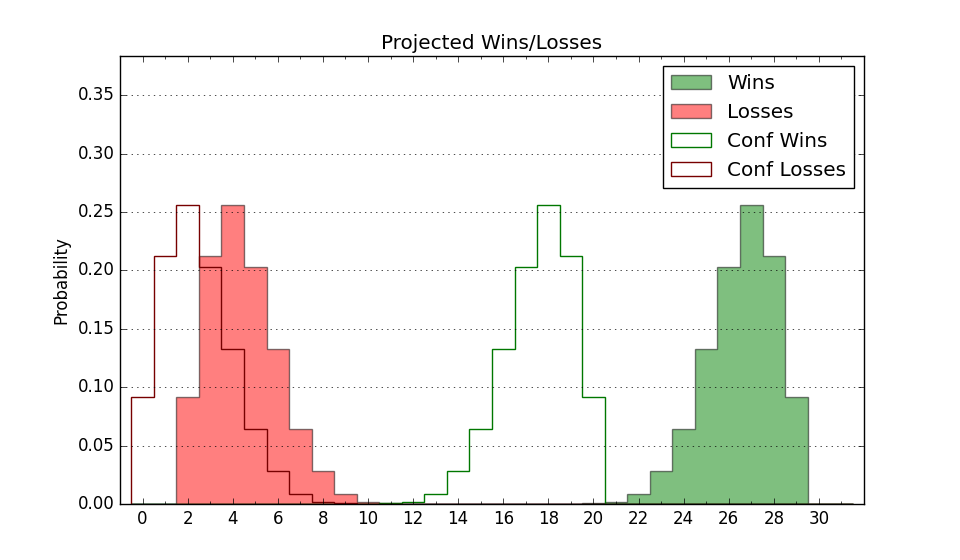 Projected Wins/Losses
Probability
0.35
0.30
0.25
0.20
0.15
0.10
0.05
0.00
0 2 4 6 8 10 12 14 16 18 20 22 24 26 28 30
Wins
Losses
Conf Wins
Conf Losses